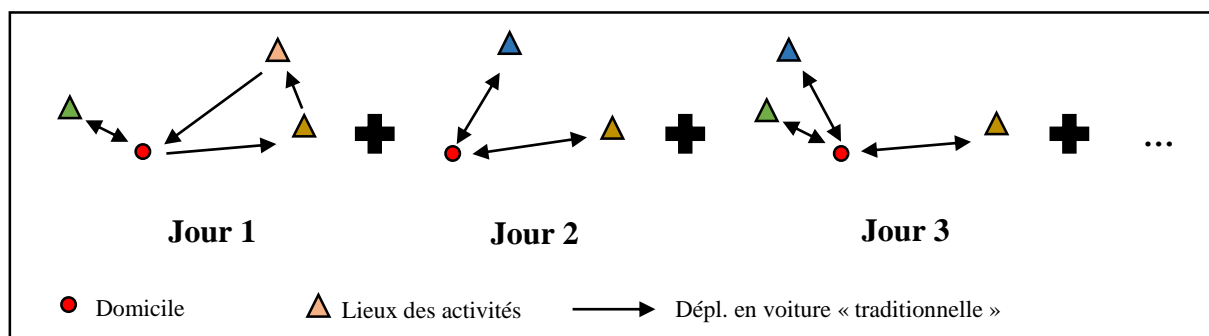 ...
Jour 1
Jour 2
Jour 3
Domicile
Lieux des activités
Dépl. en voiture « traditionnelle »